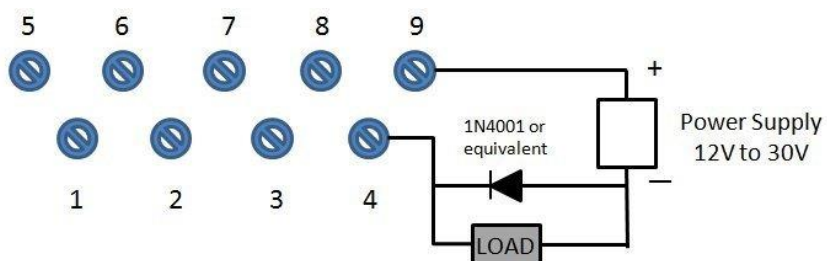 5 6 7 8 9
+
1N4001 or
equivalent
Power Supply
12V to 30V
—
1 2 3 4
LOAD